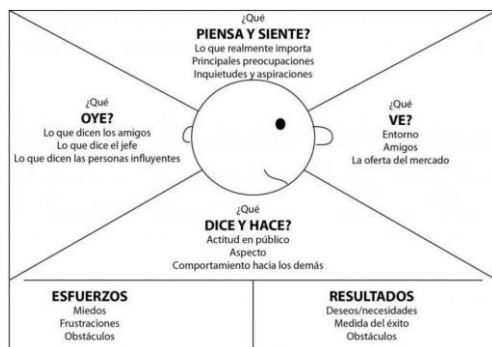 ¿Qué
PIENSA Y SIENTE?
Lo que realmente importa
Principales preocupaciones
Inquietudes y aspiraciones
¿Qué
OYE?
Lo que dicen los amigos
Lo que dice el jefe
Lo que dicen las personas influyentes
¿Qué
VE?
Entorno
Amigos
La oferta del mercado
¿Qué
DICE Y HACE?
Actitud en público
Aspecto
Comportamiento hacia los demás
ESFUERZOS
Miedos
Frustraciones
Obstáculos
RESULTADOS
Deseos/necesidades
Medida del éxito
Obstáculos